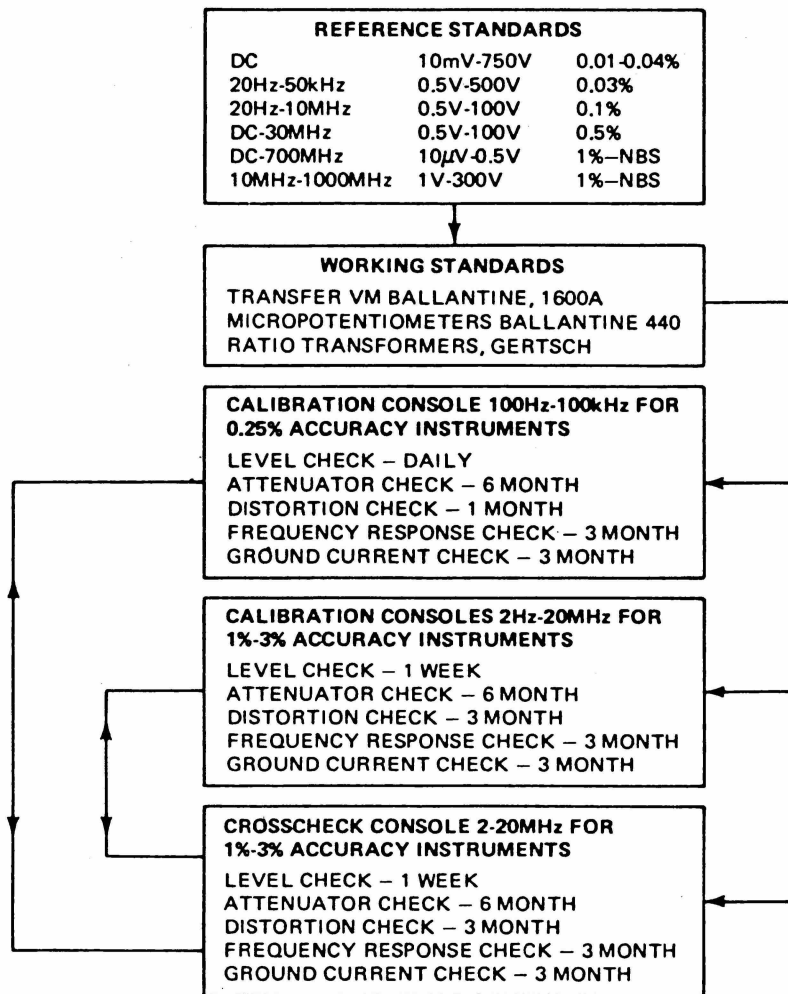 REFERENCE STANDARDS
DC 10mV-750V 0.01-0.04%
20Hz-50kHz 0.5V-500V 0.03%
20Hz-10MHz 0.5V-100V 0.1%
DC-30MHz 0.5V-100V 0.5%
DC-700MHz 10μV-0.5V 1%—NBS
10MHz-1000MHz 1V-300V 1%—NBS
WORKING STANDARDS
TRANSFER VM BALLANTINE, 1600A
MICROPOTENTIOMETERS BALLANTINE 440
RATIO TRANSFORMERS, GERTSCH
CALIBRATION CONSOLE 100Hz-100kHz FOR
0.25% ACCURACY INSTRUMENTS
LEVEL CHECK — DAILY
ATTENUATOR CHECK — 6 MONTH
DISTORTION CHECK — 1 MONTH
FREQUENCY RESPONSE CHECK — 3 MONTH
GROUND CURRENT CHECK — 3 MONTH
CALIBRATION CONSOLES 2Hz-20MHz FOR
1%-3% ACCURACY INSTRUMENTS
LEVEL CHECK — 1 WEEK
ATTENUATOR CHECK — 6 MONTH
DISTORTION CHECK — 3 MONTH
FREQUENCY RESPONSE CHECK — 3 MONTH
GROUND CURRENT CHECK — 3 MONTH
CROSSCHECK CONSOLE 2-20MHz FOR
1%-3% ACCURACY INSTRUMENTS
LEVEL CHECK — 1 WEEK
ATTENUATOR CHECK — 6 MONTH
DISTORTION CHECK — 3 MONTH
FREQUENCY RESPONSE CHECK — 3 MONTH
GROUND CURRENT CHECK — 3 MONTH